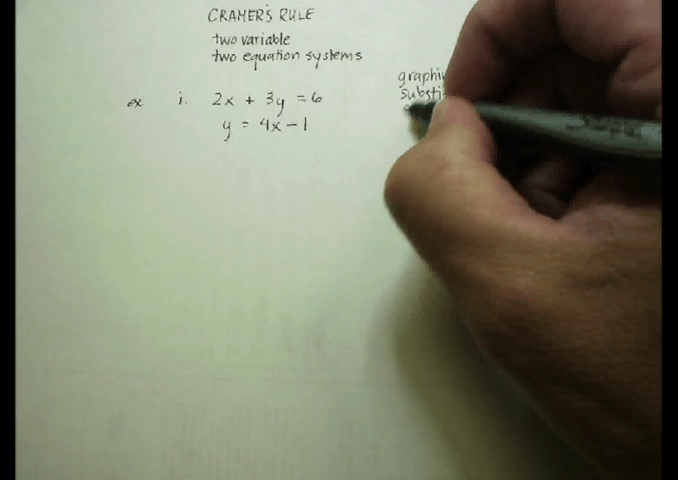 CRAMER'S RULE
two variable
two equation systems
ex i. 2x + 3y = 6
y = 4x - 1